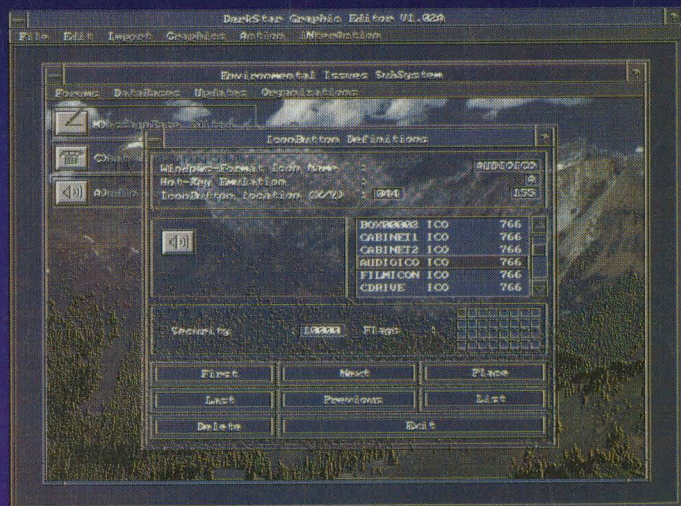 DarkStar Graphic Editor V1.02A
File Edit Import Graphics Action iNterAction
Environmental Issues SubSystem
Forums DataBases Updates Organizations
IconButton Definitions
Windows-Format Icon Name : AUDIOICO
Hot-Key Emulation : A
IconButton Location (X/Y) : 044 155
BOX00002 ICO 766
CABINET1 ICO 766
CABINET2 ICO 766
AUDIOICO ICO 766
FILMICON ICO 766
CDRIVE ICO 766
Security : 10000 Flags :
First Next Place
Last Previous List
Delete Exit